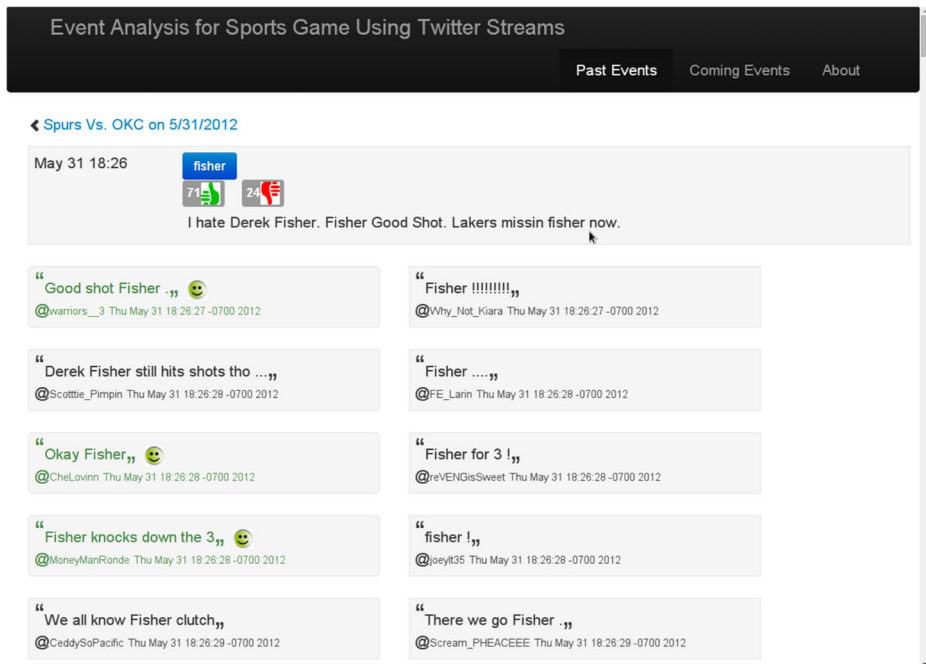 Event Analysis for Sports Game Using Twitter Streams
Past Events Coming Events About
Spurs Vs. OKC on 5/31/2012
May 31 18:26 fisher
71 24
I hate Derek Fisher. Fisher Good Shot. Lakers missin fisher now.
“Good shot Fisher .„
@warriors__3 Thu May 31 18:26:27 -0700 2012
“Fisher !!!!!!!!!„
@Why_Not_Kiara Thu May 31 18:26:27 -0700 2012
“Derek Fisher still hits shots tho ...„
@Scotttie_Pimpin Thu May 31 18:26:28 -0700 2012
“Fisher ....„
@FE_Larin Thu May 31 18:26:28 -0700 2012
“Okay Fisher„
@CheLovinn Thu May 31 18:26:28 -0700 2012
“Fisher for 3 !„
@reVENGisSweet Thu May 31 18:26:28 -0700 2012
“Fisher knocks down the 3„
@MoneyManRonde Thu May 31 18:26:28 -0700 2012
“fisher !„
@joeylt35 Thu May 31 18:26:28 -0700 2012
“We all know Fisher clutch„
@CeddySoPacific Thu May 31 18:26:29 -0700 2012
“There we go Fisher .„
@Scream_PHEACEEE Thu May 31 18:26:29 -0700 2012